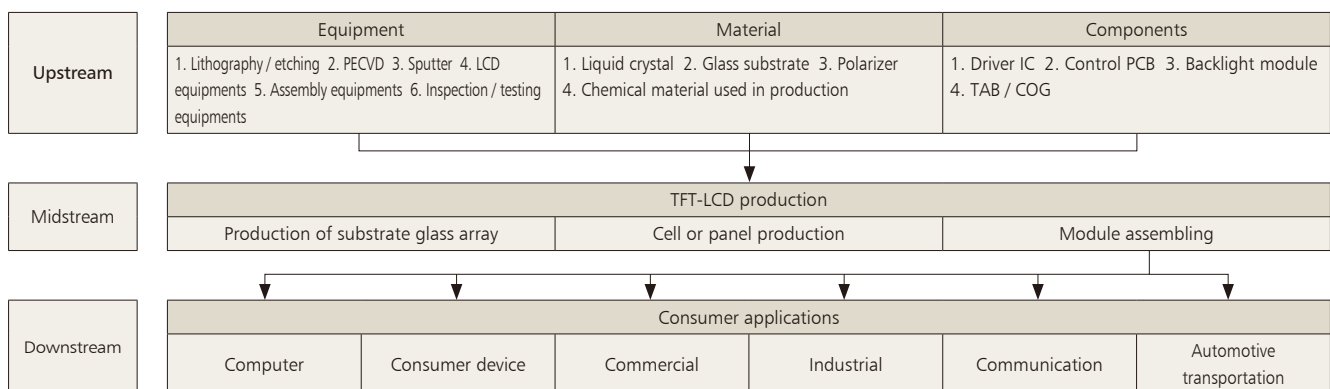 Upstream
Equipment
1. Lithography / etching 2. PECVD 3. Sputter 4. LCD
equipments 5. Assembly equipments 6. Inspection / testing
equipments
Material
1. Liquid crystal 2. Glass substrate 3. Polarizer
4. Chemical material used in production
Components
1. Driver IC 2. Control PCB 3. Backlight module
4. TAB / COG
Midstream
TFT-LCD production
Production of substrate glass array
Cell or panel production
Module assembling
Downstream
Consumer applications
Computer
Consumer device
Commercial
Industrial
Communication
Automotive
transportation